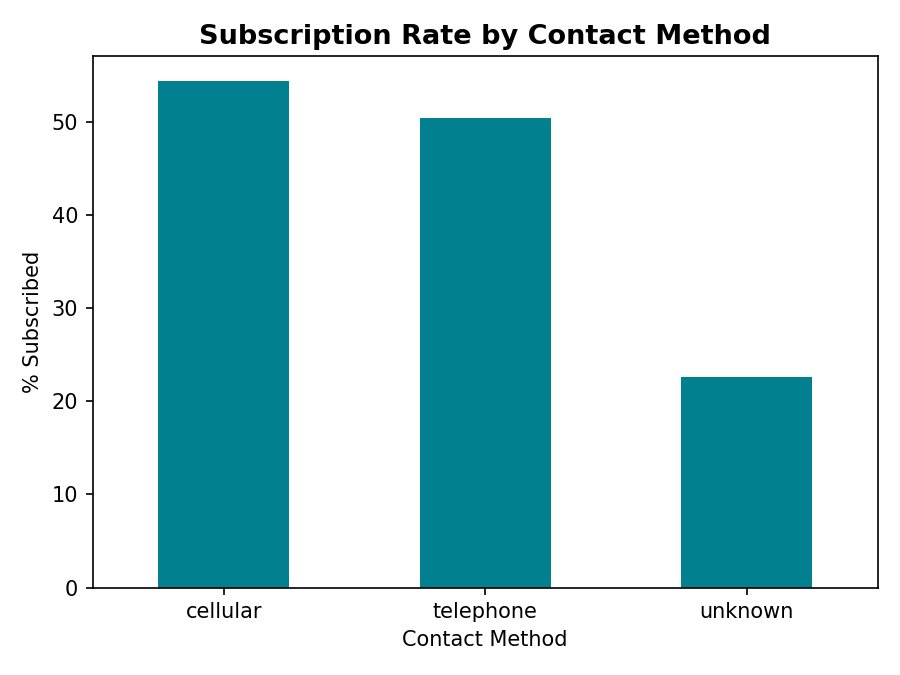 Subscription Rate by Contact Method
% Subscribed
50
40
30
20
10
0
cellular telephone unknown
Contact Method